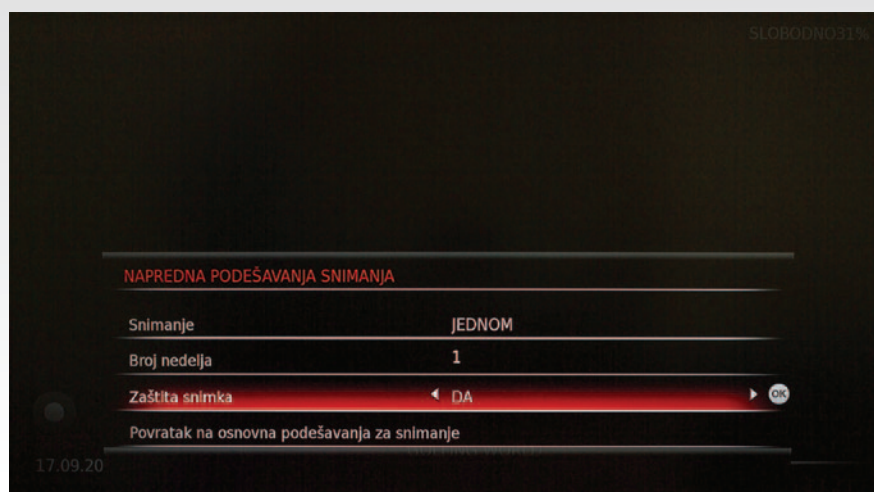 SLOBODNO31%
NAPREDNA PODEŠAVANJA SNIMANJA
Snimanje JEDNOM
Broj nedelja 1
Zaštita snimka DA OK
Povratak na osnovna podešavanja za snimanje
17.09.20